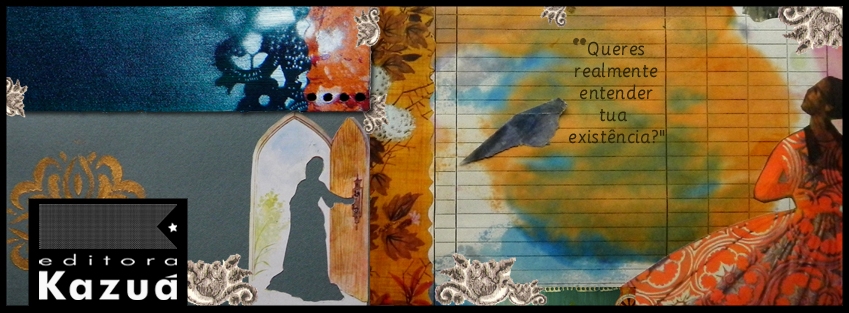 "Queres
realmente
entender
tua
existência?"
editora
Kazuá